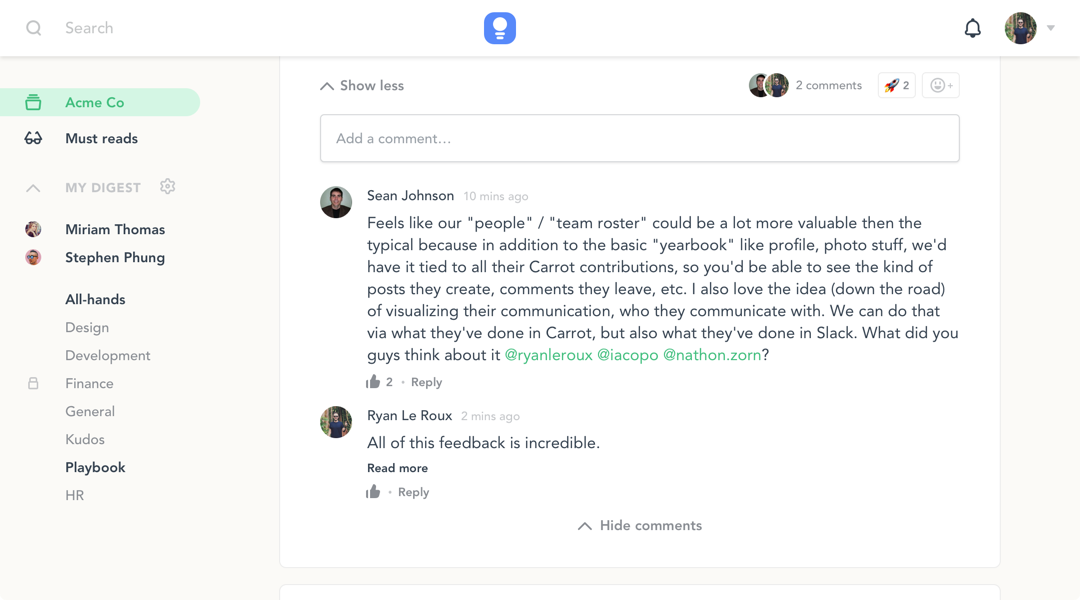 Search
Acme Co
Must reads
MY DIGEST
Miriam Thomas
Stephen Phung
All-hands
Design
Development
Finance
General
Kudos
Playbook
HR
Show less
2 comments
🚀 2
+
Add a comment…
Sean Johnson 10 mins ago
Feels like our "people" / "team roster" could be a lot more valuable then the
typical because in addition to the basic "yearbook" like profile, photo stuff, we'd
have it tied to all their Carrot contributions, so you'd be able to see the kind of
posts they create, comments they leave, etc. I also love the idea (down the road)
of visualizing their communication, who they communicate with. We can do that
via what they've done in Carrot, but also what they've done in Slack. What did you
guys think about it @ryanleroux @iacopo @nathon.zorn?
2 · Reply
Ryan Le Roux 2 mins ago
All of this feedback is incredible.
Read more
· Reply
Hide comments